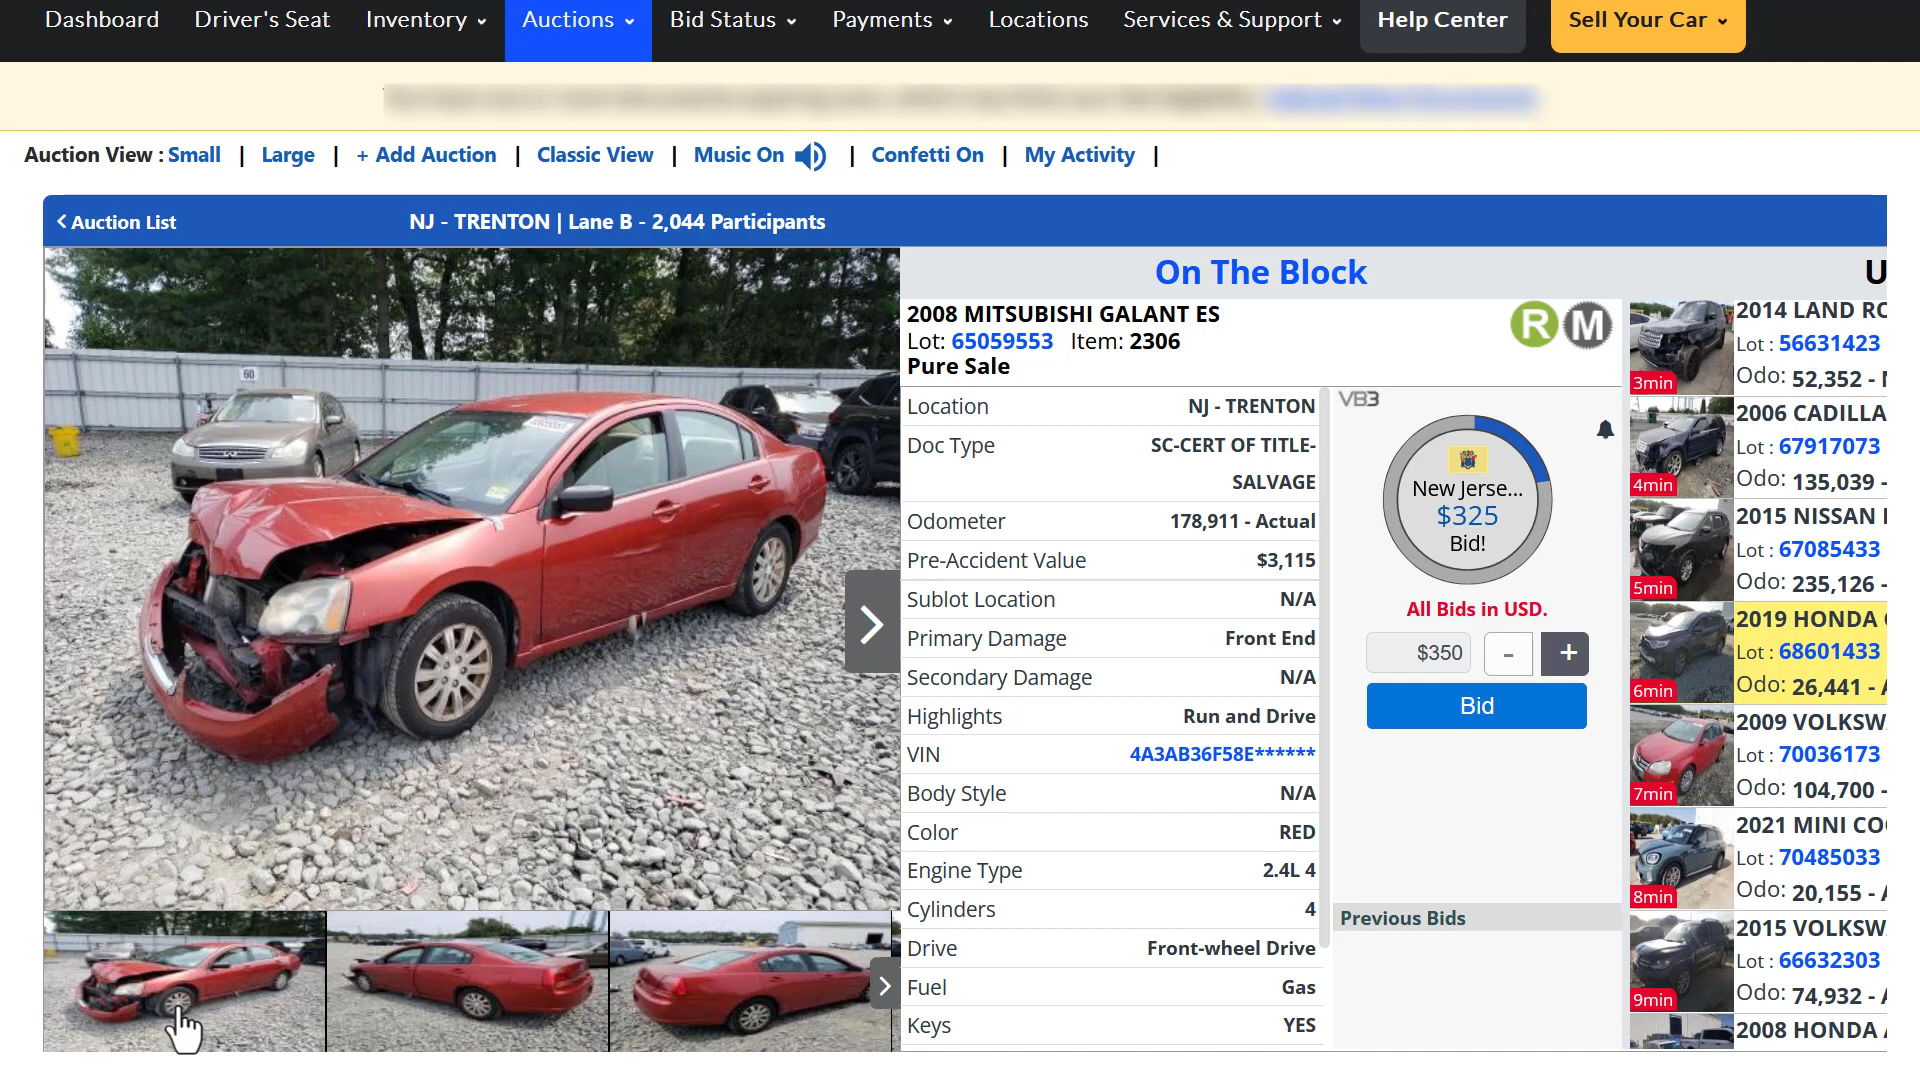 Dashboard Driver's Seat Inventory Auctions Bid Status Payments Locations Services & Support Help Center Sell Your Car
Auction View : Small | Large | + Add Auction | Classic View | Music On | Confetti On | My Activity |
Auction List NJ - TRENTON | Lane B - 2,044 Participants
60
On The Block
2008 MITSUBISHI GALANT ES
Lot: 65059553 Item: 2306
Pure Sale
R M
Location NJ - TRENTON
Doc Type SC-CERT OF TITLE-
SALVAGE
Odometer 178,911 - Actual
Pre-Accident Value $3,115
Sublot Location N/A
Primary Damage Front End
Secondary Damage N/A
Highlights Run and Drive
VIN 4A3AB36F58E******
Body Style N/A
Color RED
Engine Type 2.4L 4
Cylinders 4
Drive Front-wheel Drive
Fuel Gas
Keys YES
VB3
New Jerse...
$325
Bid!
All Bids in USD.
$350 - +
Bid
Previous Bids
U
2014 LAND RO
Lot : 56631423
Odo: 52,352 -
3min
2006 CADILLA
Lot : 67917073
Odo: 135,039 -
4min
2015 NISSAN
Lot : 67085433
Odo: 235,126 -
5min
2019 HONDA
Lot : 68601433
Odo: 26,441 - A
6min
2009 VOLKSW
Lot : 70036173
Odo: 104,700 -
7min
2021 MINI CO
Lot : 70485033
Odo: 20,155 - A
8min
2015 VOLKSW
Lot : 66632303
Odo: 74,932 - A
9min
2008 HONDA A